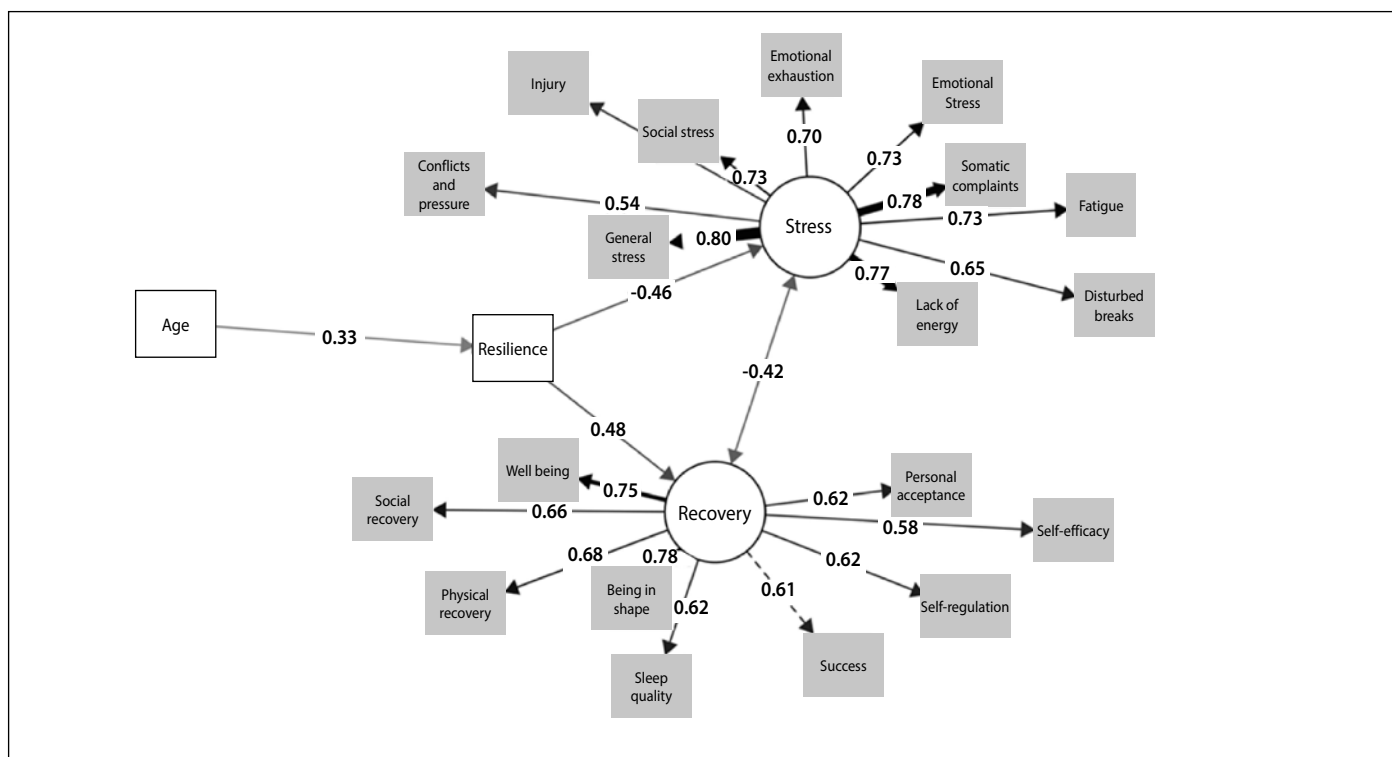 Emotional
exhaustion
Injury
Emotional
Stress
Social stress
0.70
0.73
Conflicts
and
pressure
0.73
Somatic
complaints
0.78
0.54
Fatigue
0.73
General
stress
0.80
Stress
0.65
0.77
Disturbed
breaks
-0.46
Lack of
energy
Age
0.33
Resilience
-0.42
0.48
Well being
Personal
acceptance
0.75
Social
recovery
0.66
Recovery
0.62
0.58
Self-efficacy
0.68
0.78
0.62
Physical
recovery
Being in
shape
0.62
0.61
Self-regulation
Success
Sleep
quality